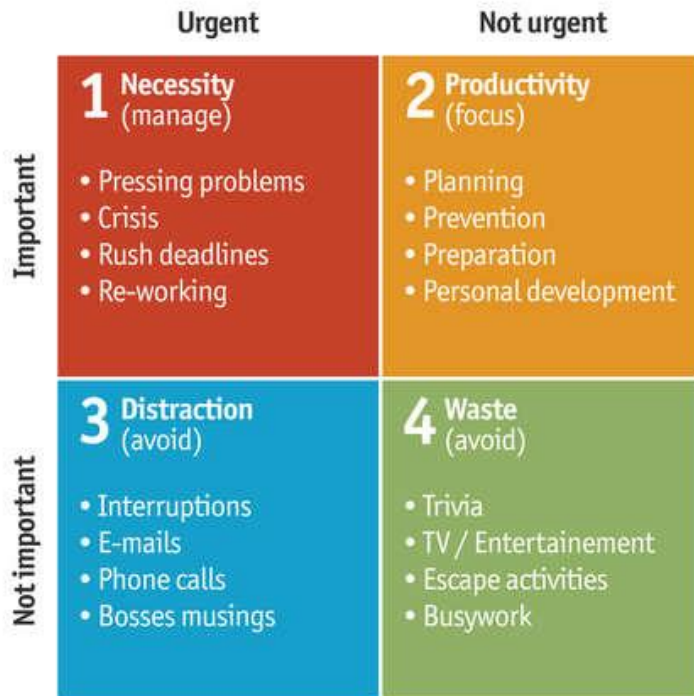 Urgent
Not urgent
Important
1 Necessity
(manage)
• Pressing problems
• Crisis
• Rush deadlines
• Re-working
2 Productivity
(focus)
• Planning
• Prevention
• Preparation
• Personal development
Not important
3 Distraction
(avoid)
• Interruptions
• E-mails
• Phone calls
• Bosses musings
4 Waste
(avoid)
• Trivia
• TV / Entertainement
• Escape activities
• Busywork